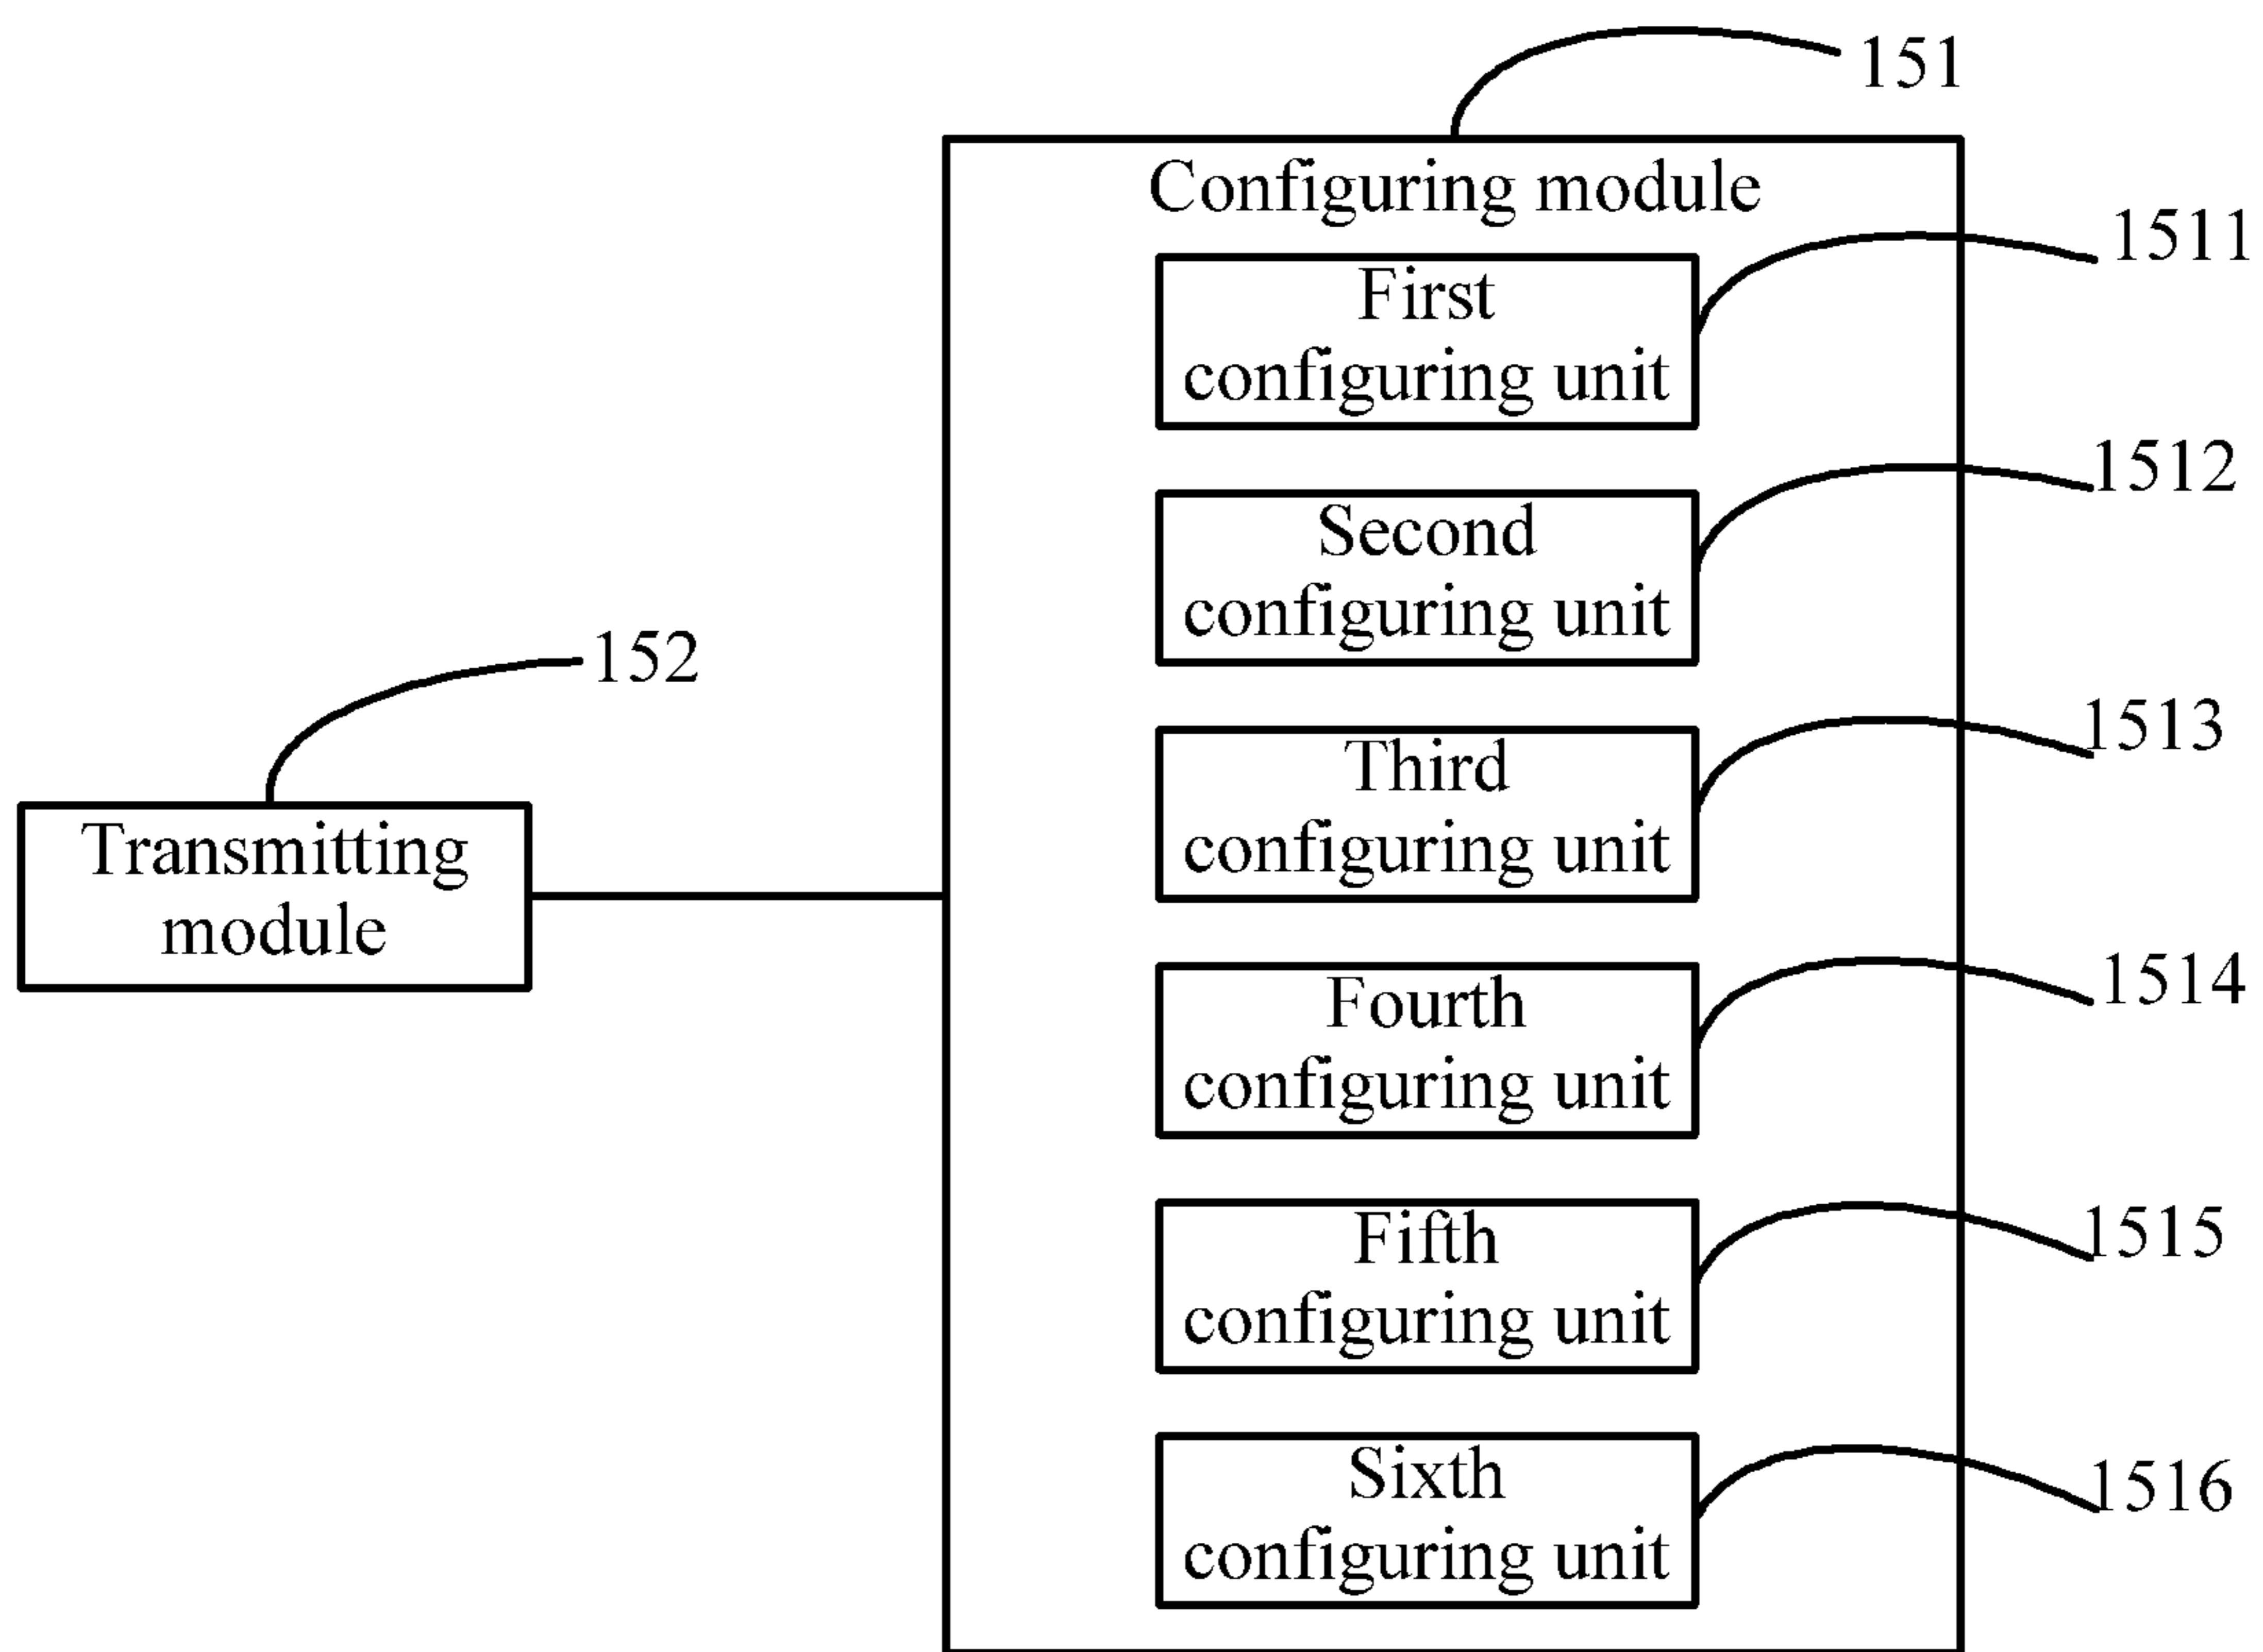 151
Configuring module
1511
First
configuring unit
1512
Second
configuring unit
152
1513
Third
configuring unit
Transmitting
module
1514
Fourth
configuring unit
1515
Fifth
configuring unit
1516
Sixth
configuring unit